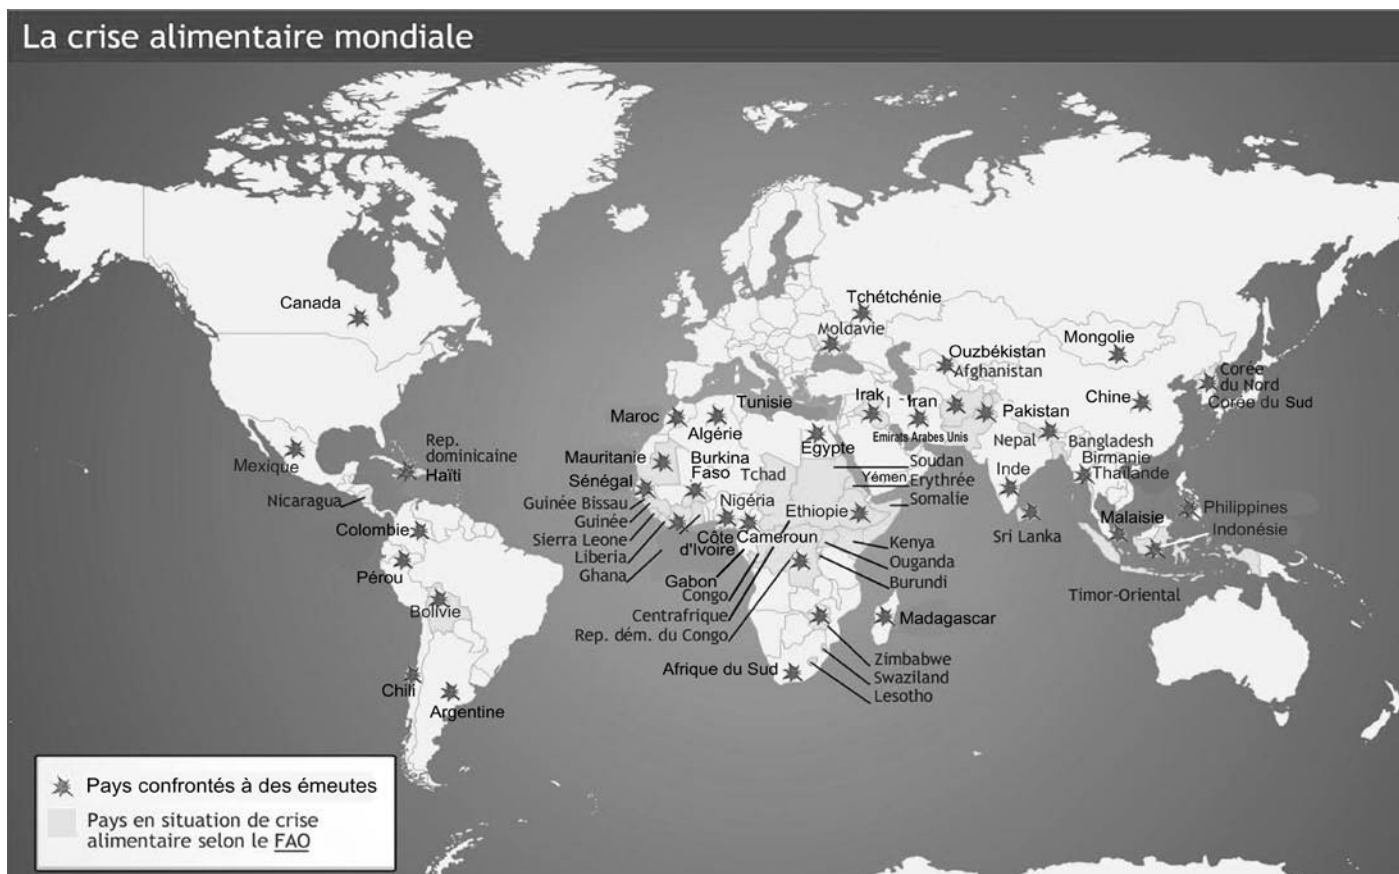 La crise alimentaire mondiale
Canada
Mexique
Rep.
dominicaine
Haïti
Nicaragua
Colombie
Pérou
Bolivie
Chili
Argentine
Tchétchénie
Moldavie
Ouzbékistan
Afghanistan
Mongolie
Chine
Corée
du Nord
Corée du Sud
Maroc
Algérie
Tunisie
Irak
Iran
Pakistan
Emirats Arabes Unis
Egypte
Nepal
Bangladesh
Birmanie
Thaïlande
Inde
Mauritanie
Burkina
Faso
Tchad
Soudan
Yémen
Erythrée
Somalie
Sénégal
Guinée Bissau
Guinée
Sierra Leone
Liberia
Ghana
Nigéria
Côte
d'Ivoire
Cameroun
Ethiopie
Gabon
Congo
Centrafrique
Rep. dém. du Congo
Kenya
Ouganda
Burundi
Sri Lanka
Malaisie
Philippines
Indonésie
Timor-Oriental
Madagascar
Zimbabwe
Swaziland
Lesotho
Afrique du Sud
Pays confrontés à des émeutes
Pays en situation de crise
alimentaire selon le FAO